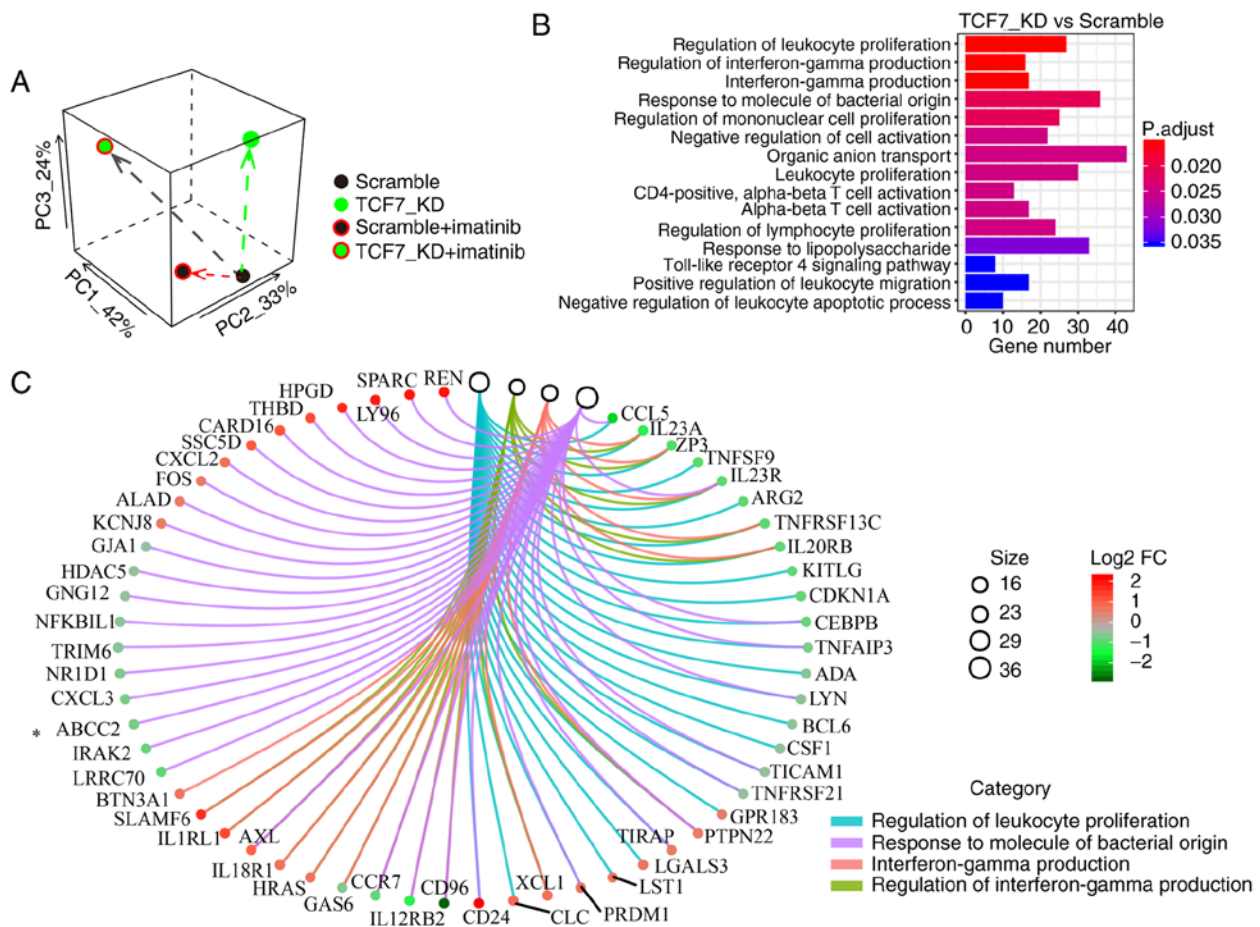 A
PC3_24%
PC1_42%
PC2_33%
Scramble
TCF7_KD
Scramble+imatinib
TCF7_KD+imatinib
B
TCF7_KD vs Scramble
Regulation of leukocyte proliferation
Regulation of interferon-gamma production
Interferon-gamma production
Response to molecule of bacterial origin
Regulation of mononuclear cell proliferation
Negative regulation of cell activation
Organic anion transport
Leukocyte proliferation
CD4-positive, alpha-beta T cell activation
Alpha-beta T cell activation
Regulation of lymphocyte proliferation
Response to lipopolysaccharide
Toll-like receptor 4 signaling pathway
Positive regulation of leukocyte migration
Negative regulation of leukocyte apoptotic process
0 10 20 30 40
Gene number
P.adjust
0.020
0.025
0.030
0.035
C
REN
SPARC
LY96
HPGD
THBD
CARD16
SSC5D
CXCL2
FOS
ALAD
KCNJ8
GJA1
HDAC5
GNG12
NFKBIL1
TRIM6
NR1D1
CXCL3
* ABCC2
IRAK2
LRRC70
BTN3A1
SLAMF6
IL1RL1
AXL
IL18R1
HRAS
GAS6
CCR7
IL12RB2
CD96
CD24
CLC
XCL1
PRDM1
LST1
LGALS3
TIRAP
PTPN22
GPR183
TNFRSF21
TICAM1
CSF1
BCL6
LYN
ADA
TNFAIP3
CEBPB
CDKN1A
KITLG
IL20RB
TNFRSF13C
ARG2
IL23R
TNFSF9
ZP3
IL23A
CCL5
Size
16
23
29
36
Log2 FC
2
1
0
−1
−2
Category
Regulation of leukocyte proliferation
Response to molecule of bacterial origin
Interferon-gamma production
Regulation of interferon-gamma production